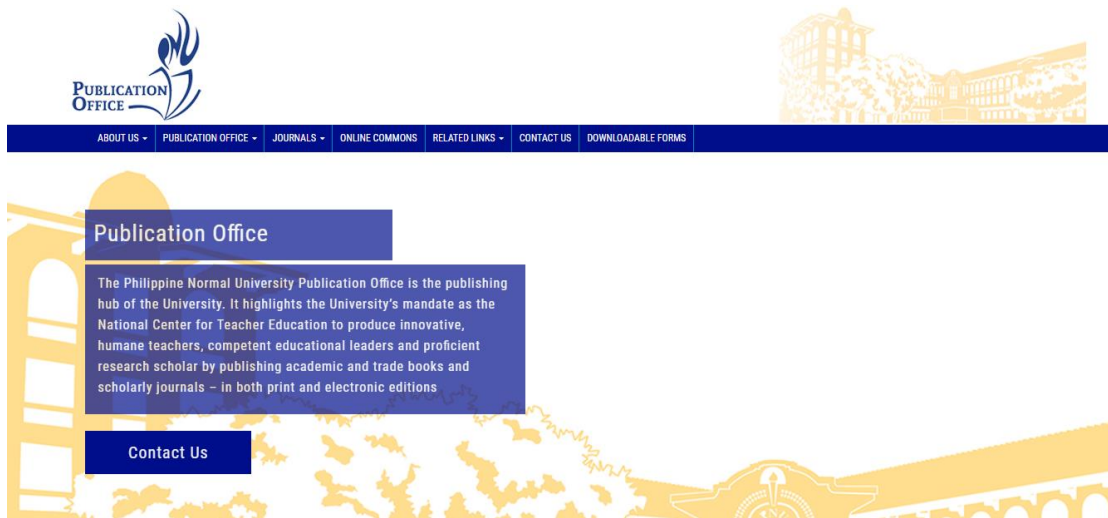 PNU
PUBLICATION
OFFICE
ABOUT US PUBLICATION OFFICE JOURNALS ONLINE COMMONS RELATED LINKS CONTACT US DOWNLOADABLE FORMS
Publication Office
The Philippine Normal University Publication Office is the publishing
hub of the University. It highlights the University's mandate as the
National Center for Teacher Education to produce innovative,
humane teachers, competent educational leaders and proficient
research scholar by publishing academic and trade books and
scholarly journals – in both print and electronic editions
Contact Us